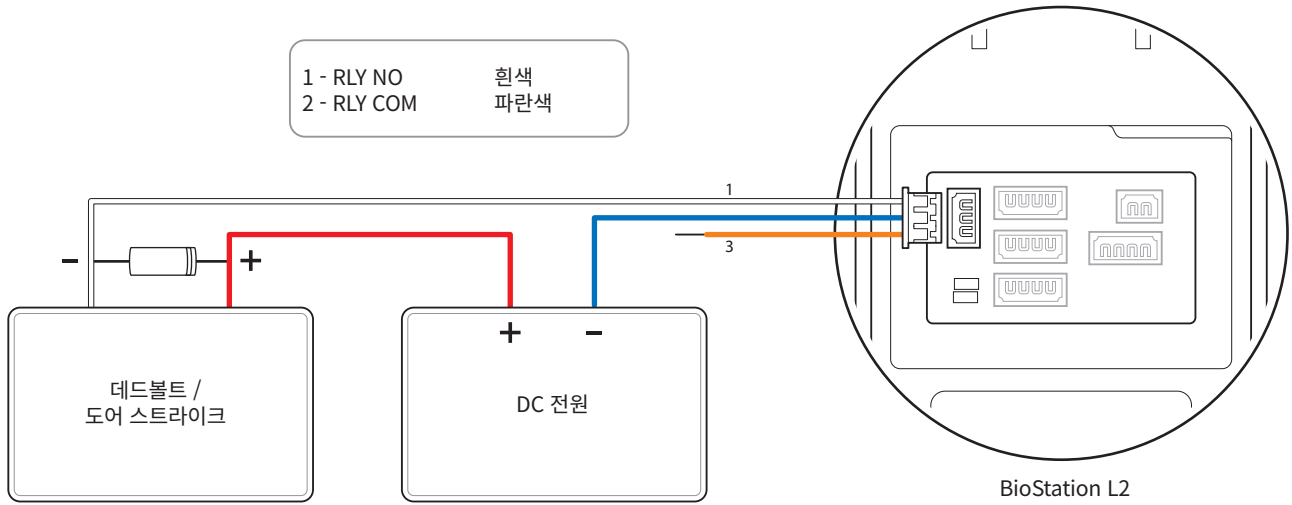 1 - RLY NO 흰색
2 - RLY COM 파란색
1
3
- +
+ -
데드볼트 /
도어 스트라이크
DC 전원
BioStation L2